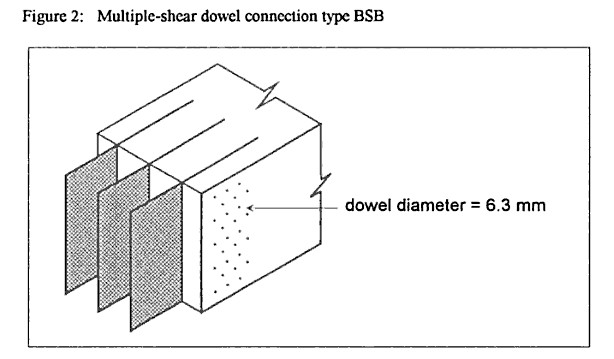 Figure 2: Multiple-shear dowel connection type BSB
dowel diameter = 6.3 mm